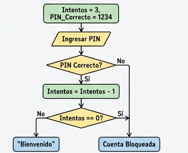 Intentos = 3,
PIN_Correcto = 1234
Ingresar PIN
PIN Correcto?
No
Sí
Intentos = Intentos - 1
No
Intentos == 0?
Sí
"Bienvenido"
Cuenta Bloqueada